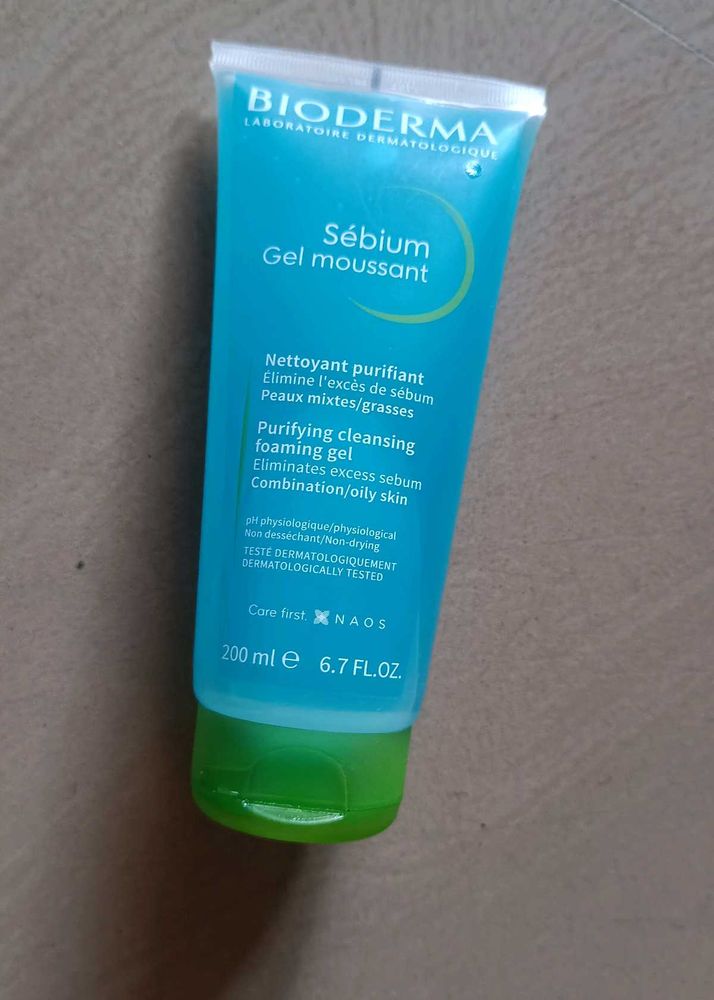 BIODERMA
LABORATOIRE DERMATOLOGIQUE
Sébium
Gel moussant
Nettoyant purifiant
Élimine l'excès de sébum
Peaux mixtes/grasses
Purifying cleansing
foaming gel
Eliminates excess sebum
Combination/oily skin
pH physiologique/physiological
Non desséchant/Non-drying
TESTÉ DERMATOLOGIQUEMENT
DERMATOLOGICALLY TESTED
Care first. NAOS
200 ml ℮ 6.7 FL.OZ.